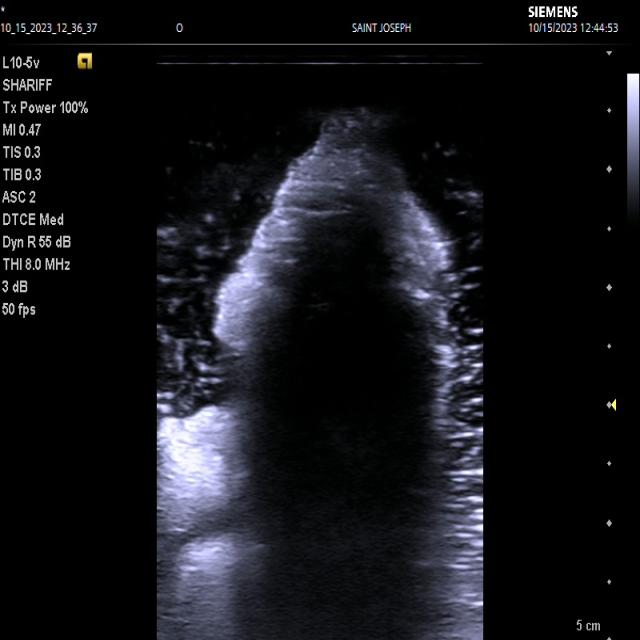 *
SIEMENS
10_15_2023_12_36_37
O
SAINT JOSEPH
10/15/2023 12:44:53
L10-5v
SHARIFF
Tx Power 100%
MI 0.47
TIS 0.3
TIB 0.3
ASC 2
DTCE Med
Dyn R 55 dB
THI 8.0 MHz
3 dB
50 fps
5 cm